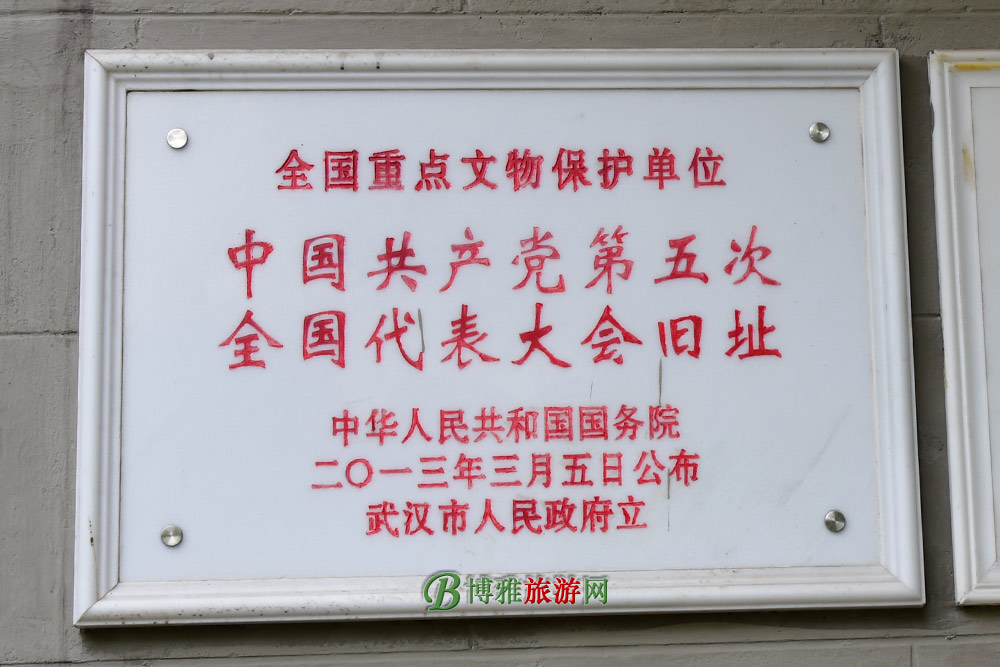 全国重点文物保护单位
中国共产党第五次
全国代表大会旧址
中华人民共和国国务院
二〇一三年三月五日公布
武汉市人民政府立
B博雅旅游网